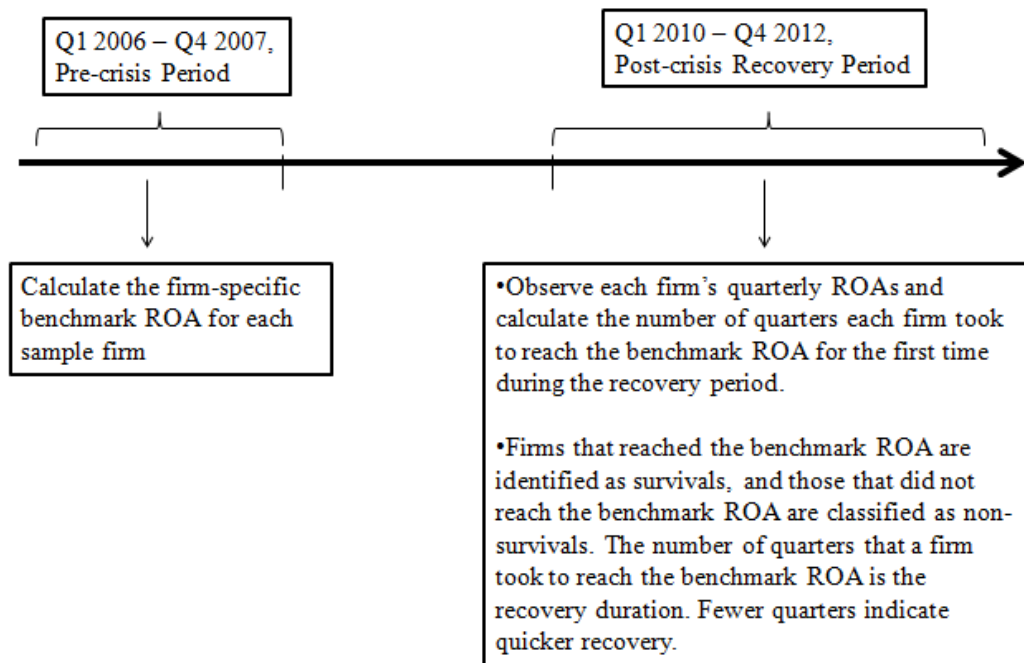 Q1 2006 – Q4 2007,
Pre-crisis Period
Q1 2010 – Q4 2012,
Post-crisis Recovery Period
Calculate the firm-specific
benchmark ROA for each
sample firm
•Observe each firm’s quarterly ROAs and
calculate the number of quarters each firm took
to reach the benchmark ROA for the first time
during the recovery period.
•Firms that reached the benchmark ROA are
identified as survivals, and those that did not
reach the benchmark ROA are classified as non-
survivals. The number of quarters that a firm
took to reach the benchmark ROA is the
recovery duration. Fewer quarters indicate
quicker recovery.